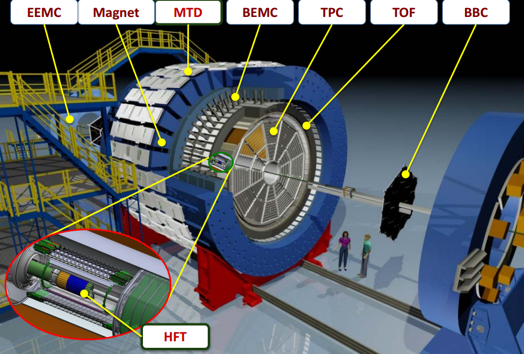 EEMC
Magnet
MTD
BEMC
TPC
TOF
BBC
HFT